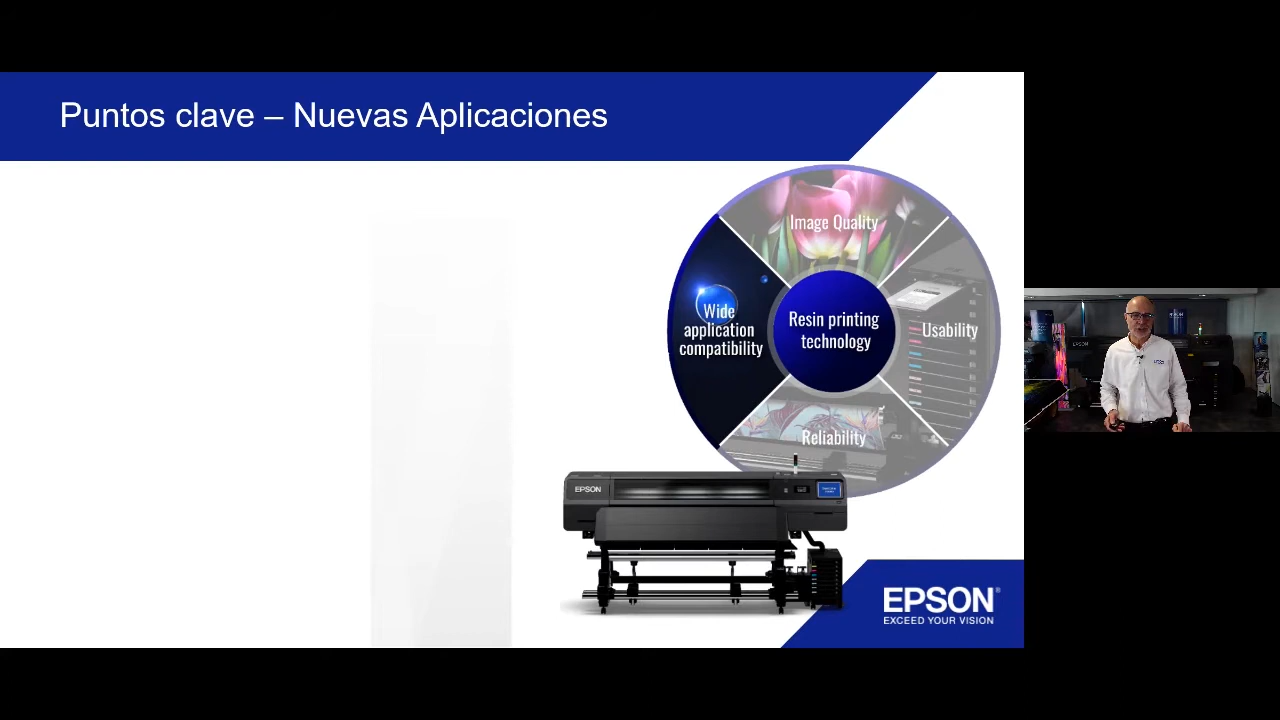 Puntos clave – Nuevas Aplicaciones
Image Quality
Wide
application
compatibility
Resin printing
technology
Usability
Reliability
EPSON
EPSON®
EXCEED YOUR VISION